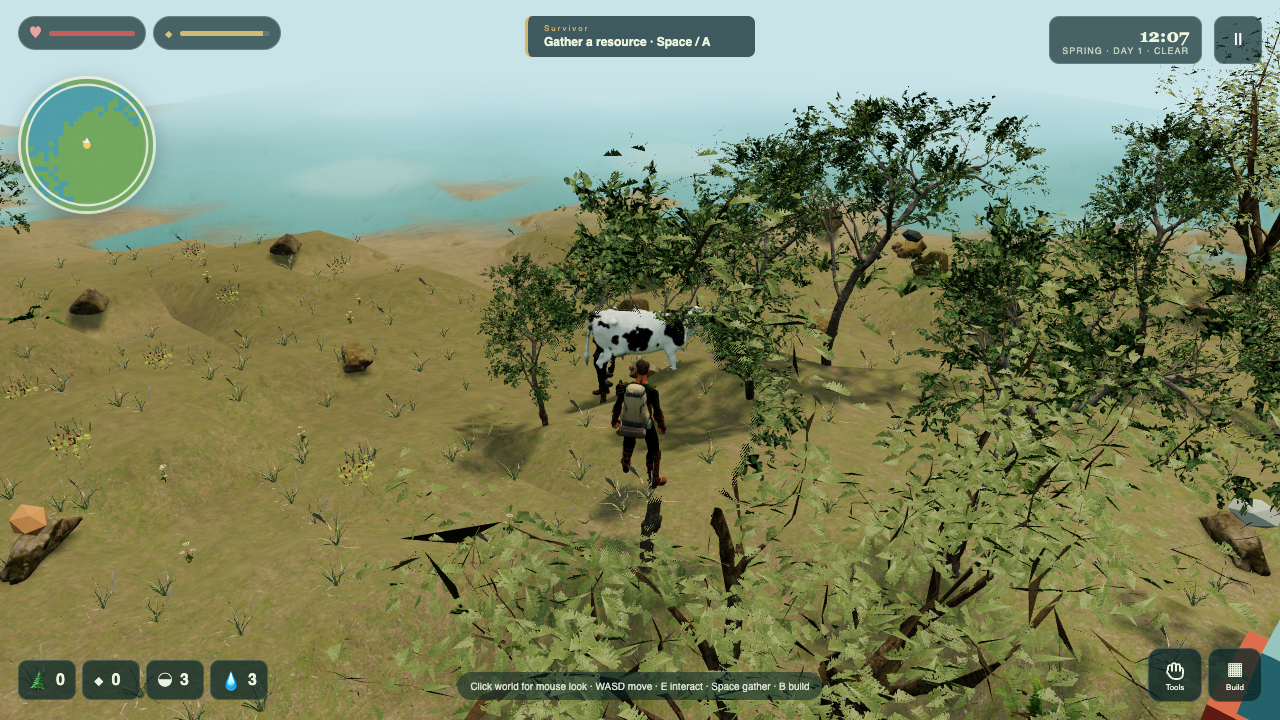 Survivor
Gather a resource · Space / A
12:07
SPRING · DAY 1 · CLEAR
0
0
3
3
Click world for mouse look · WASD move · E interact · Space gather · B build
Tools
Build